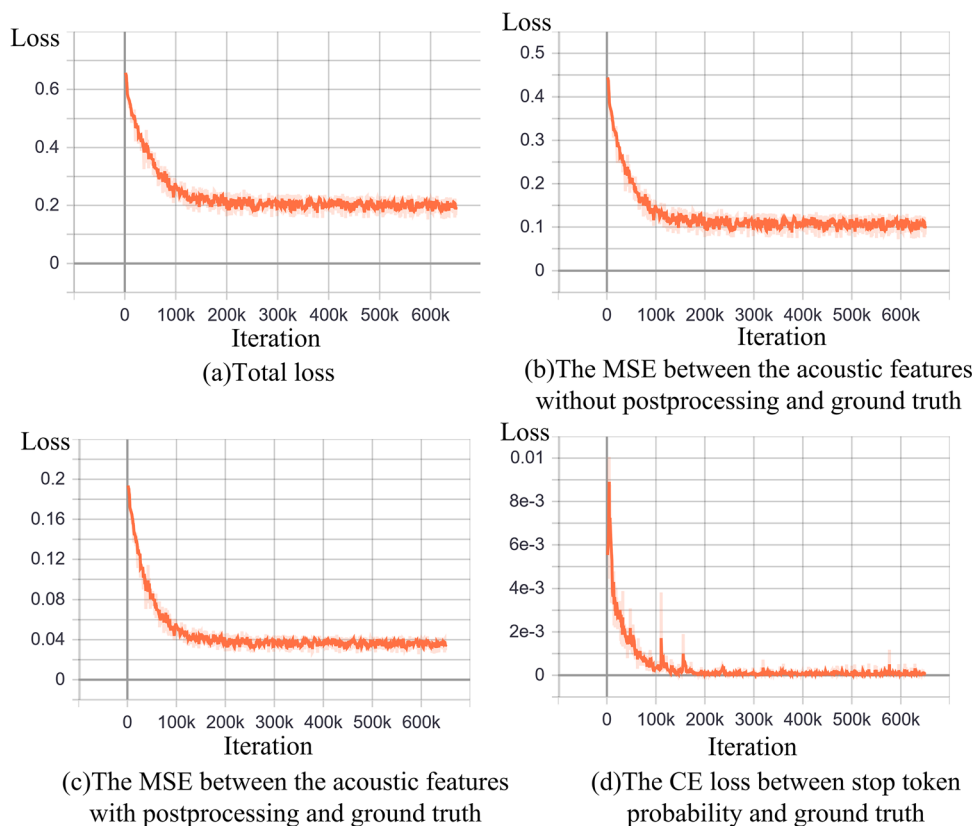 Loss
0.6
0.4
0.2
0
0 100k 200k 300k 400k 500k 600k
Iteration
(a)Total loss
Loss
0.5
0.4
0.3
0.2
0.1
0
0 100k 200k 300k 400k 500k 600k
Iteration
(b)The MSE between the acoustic features
without postprocessing and ground truth
Loss
0.2
0.16
0.12
0.08
0.04
0
0 100k 200k 300k 400k 500k 600k
Iteration
(c)The MSE between the acoustic features
with postprocessing and ground truth
Loss
0.01
8e-3
6e-3
4e-3
2e-3
0
0 100k 200k 300k 400k 500k 600k
Iteration
(d)The CE loss between stop token
probability and ground truth